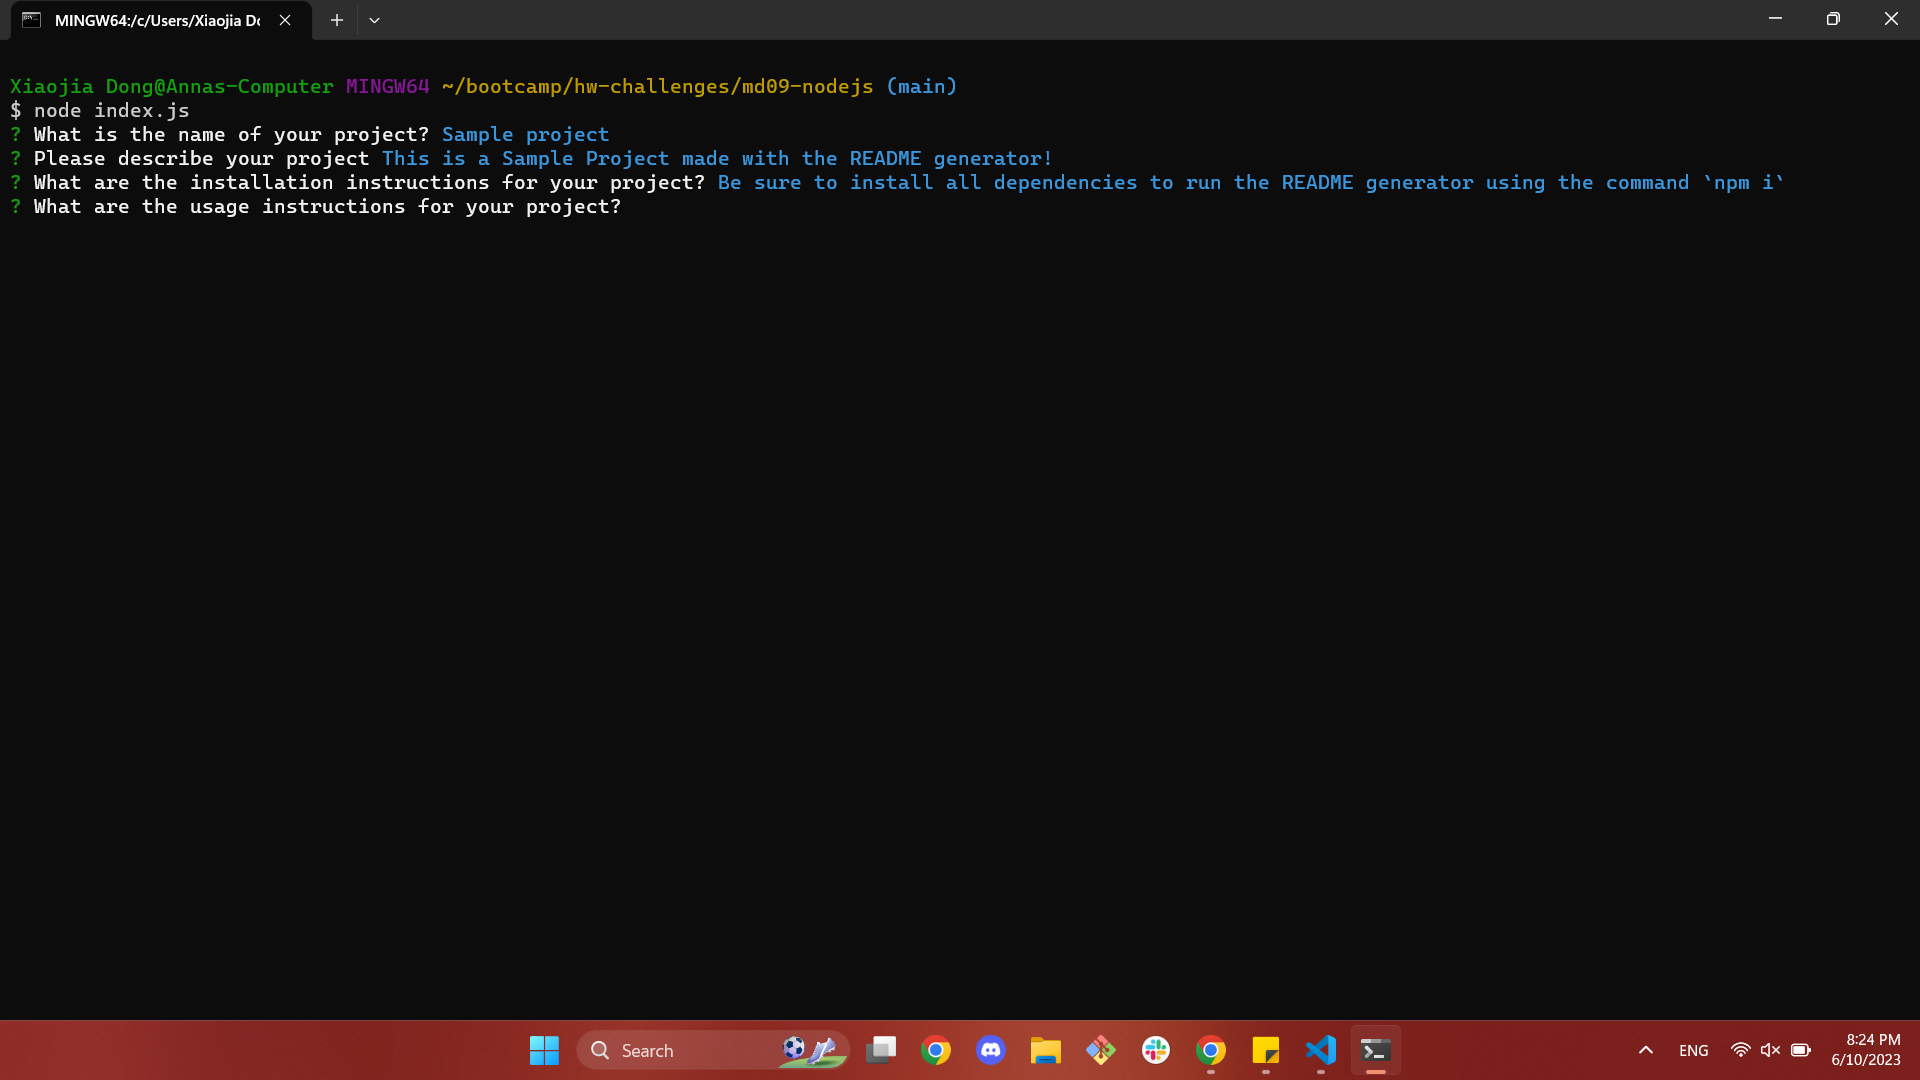 MINGW64:/c/Users/Xiaojia Do
Xiaojia Dong@Annas-Computer MINGW64 ~/bootcamp/hw-challenges/md09-nodejs (main)
$ node index.js
? What is the name of your project? Sample project
? Please describe your project This is a Sample Project made with the README generator!
? What are the installation instructions for your project? Be sure to install all dependencies to run the README generator using the command `npm i`
? What are the usage instructions for your project?
Search
ENG
8:24 PM
6/10/2023